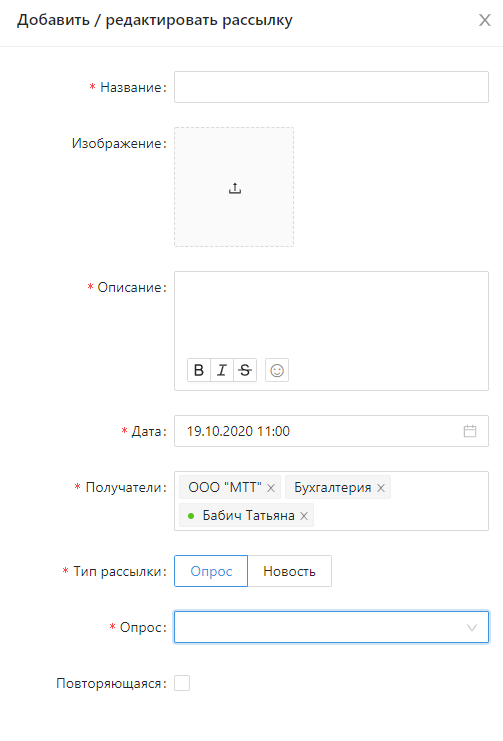 Добавить / редактировать рассылку
* Название:
Изображение:
* Описание:
B I S
* Дата: 19.10.2020 11:00
* Получатели: ООО "МТТ" Бухгалтерия
Бабич Татьяна
* Тип рассылки: Опрос Новость
* Опрос:
Повторяющаяся: